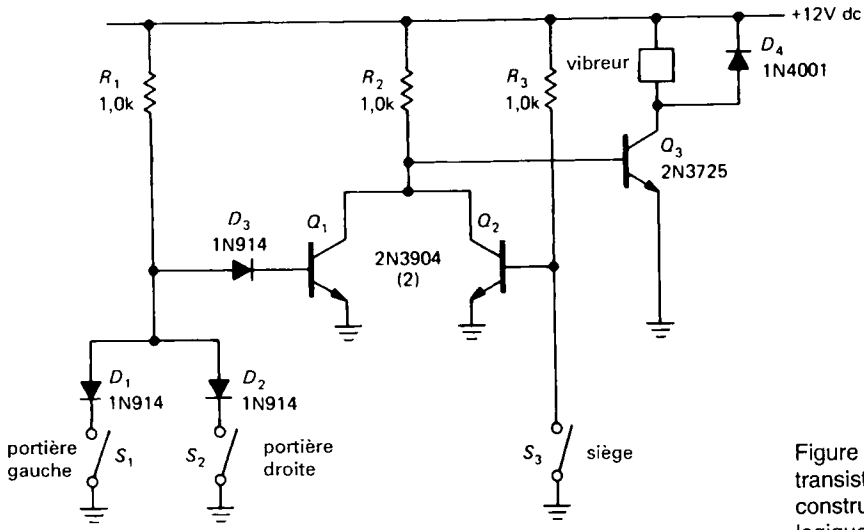 +12V dc
R1
1,0k
R2
1,0k
R3
1,0k
vibreur
D4
1N4001
Q3
2N3725
D3
1N914
Q1
Q2
2N3904
(2)
D1
1N914
D2
1N914
portière
gauche
S1
S2
portière
droite
S3
siège
Figure
transist
constru